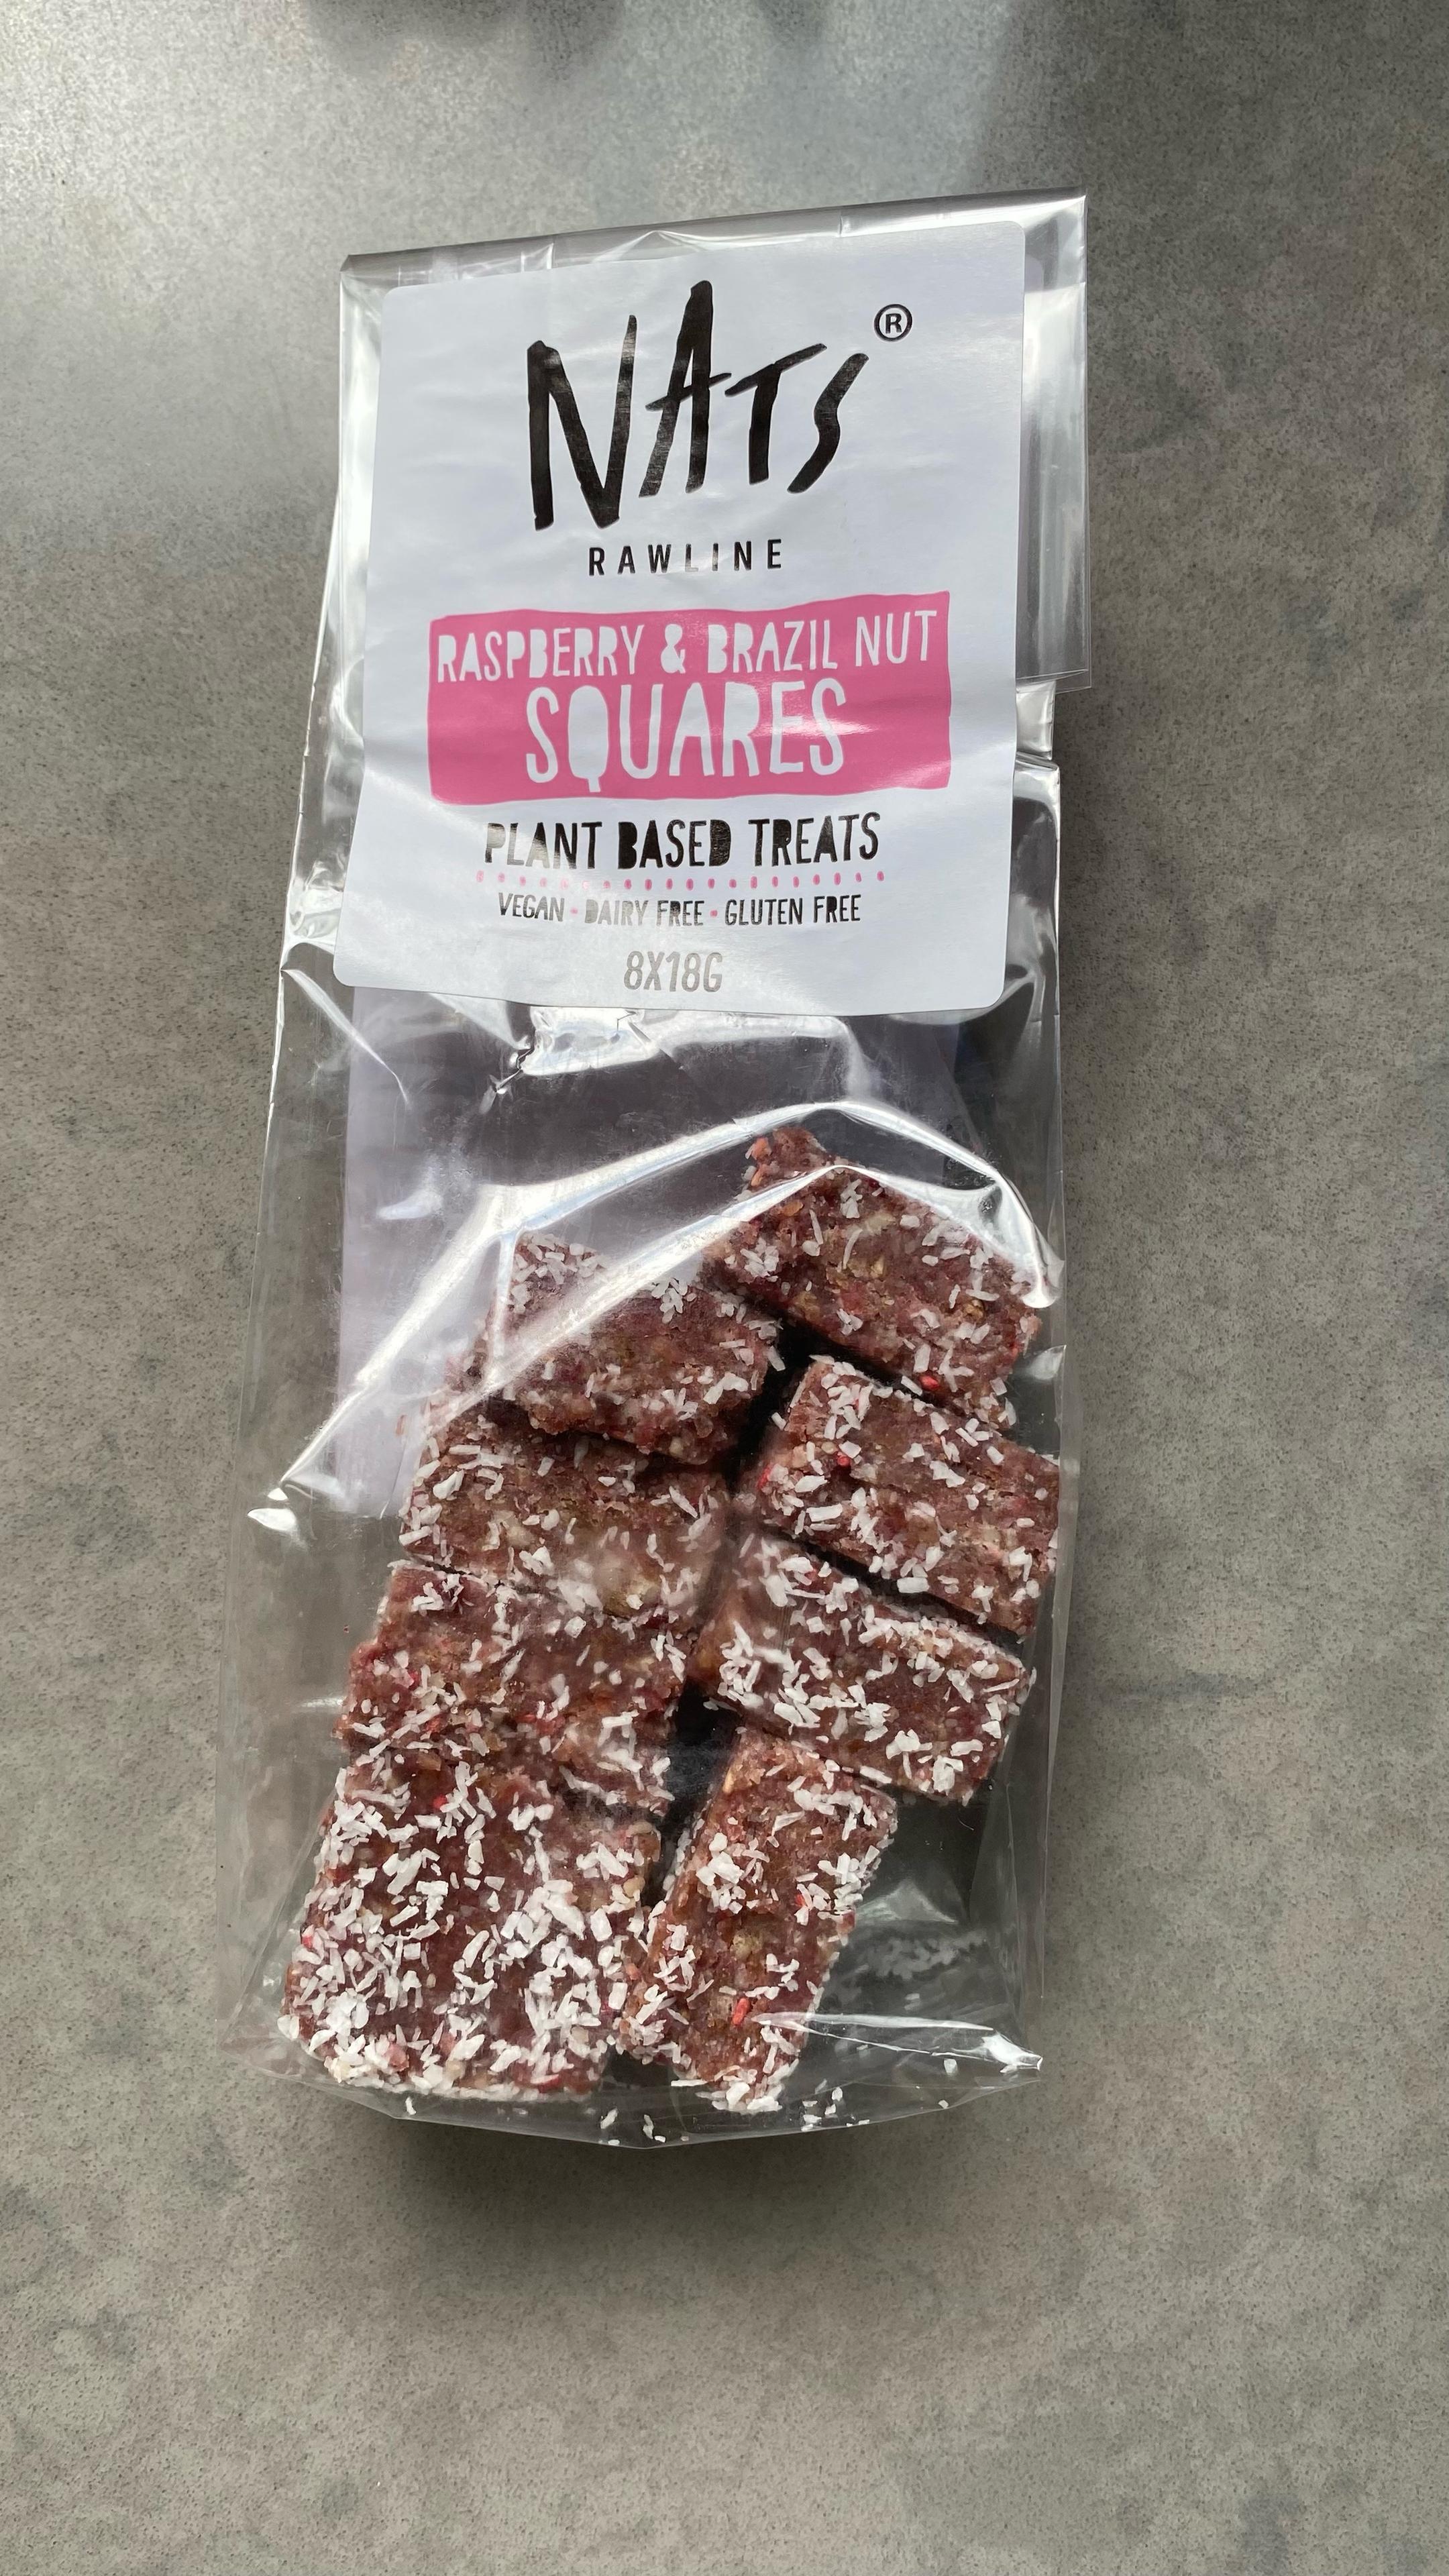 NATS®
RAWLINE
RASPBERRY & BRAZIL NUT
SQUARES
PLANT BASED TREATS
VEGAN · DAIRY FREE · GLUTEN FREE
8X18G